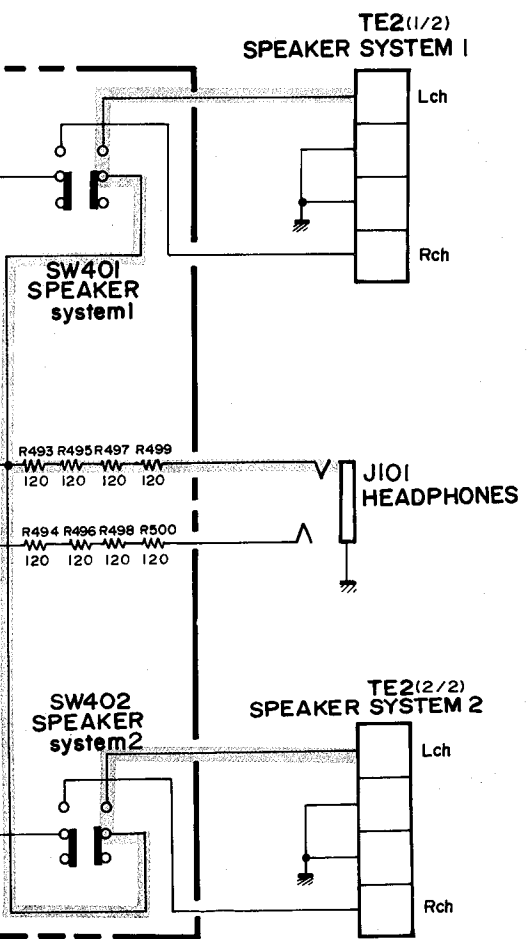 TE2(1/2)
SPEAKER SYSTEM 1
Lch
Rch
SW401
SPEAKER
system1
R493 R495 R497 R499
120 120 120 120
J101
HEADPHONES
R494 R496 R498 R500
120 120 120 120
TE2(2/2)
SPEAKER SYSTEM 2
SW402
SPEAKER
system2
Lch
Rch